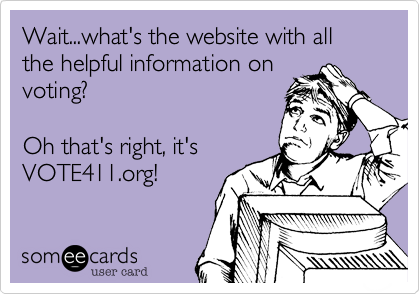 Wait...what's the website with all
the helpful information on
voting?
Oh that's right, it's
VOTE411.org!
someecards
user card